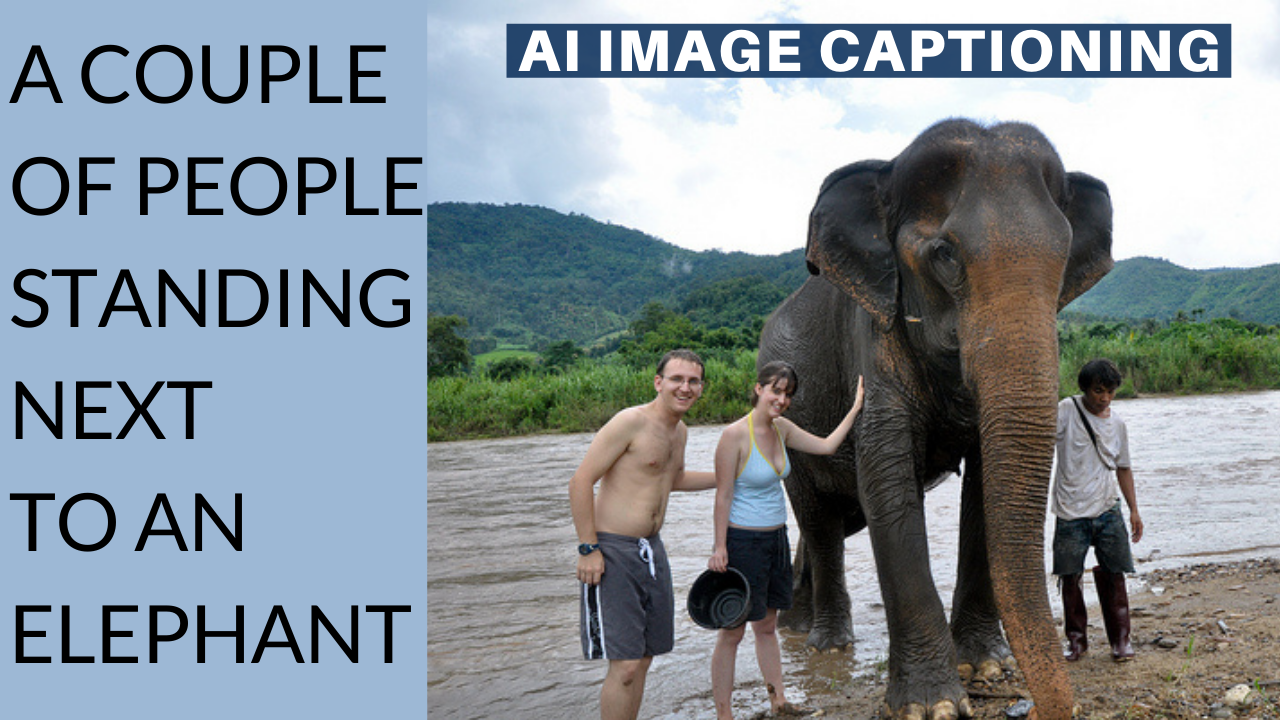 AI IMAGE CAPTIONING
A COUPLE
OF PEOPLE
STANDING
NEXT
TO AN
ELEPHANT